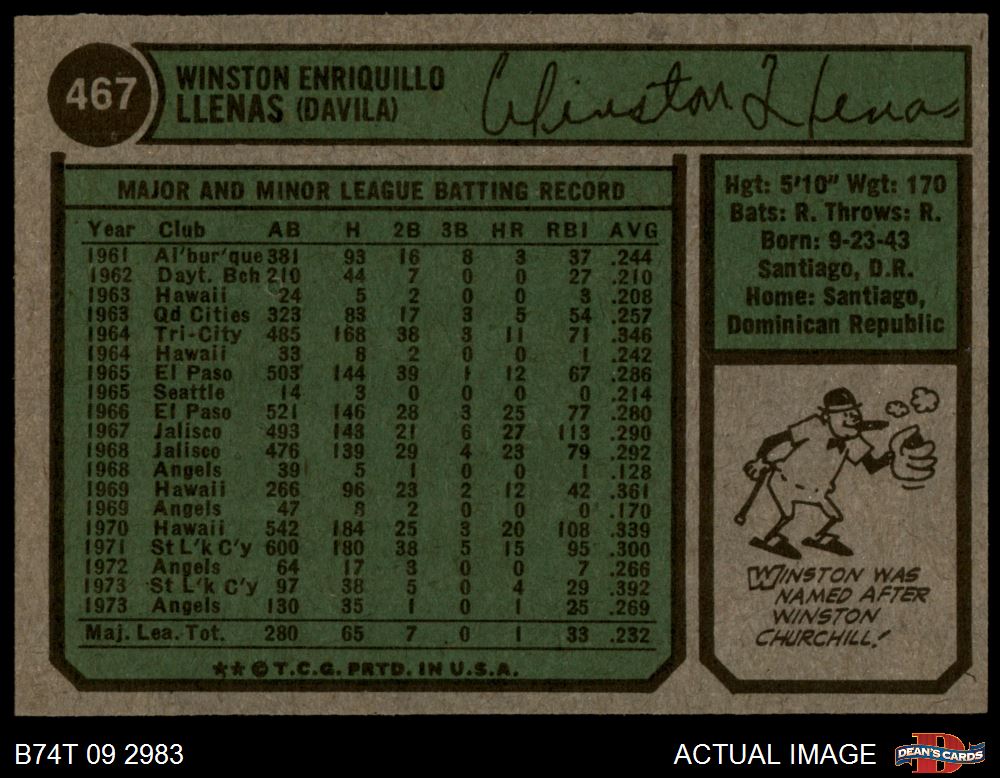 467
WINSTON ENRIQUILLO
LLENAS (DAVILA)
Winston Llenas
MAJOR AND MINOR LEAGUE BATTING RECORD
Year Club AB H 2B 3B HR RBI AVG
1961 Al'bur'que 381 93 16 8 3 37 .244
1962 Dayt. Bch 210 44 7 0 0 27 .210
1963 Hawaii 24 5 2 0 0 3 .208
1963 Qd Cities 323 83 17 3 5 54 .257
1964 Tri-City 485 168 38 3 11 71 .346
1964 Hawaii 33 8 2 0 0 1 .242
1965 El Paso 503 144 39 1 12 67 .286
1965 Seattle 14 3 0 0 0 0 .214
1966 El Paso 521 146 28 3 25 77 .280
1967 Jalisco 493 143 21 6 27 113 .290
1968 Jalisco 476 139 29 4 23 79 .292
1968 Angels 39 5 1 0 0 1 .128
1969 Hawaii 266 96 23 2 12 42 .361
1969 Angels 47 8 2 0 0 0 .170
1970 Hawaii 542 184 25 3 20 108 .339
1971 St L'k C'y 600 180 38 5 15 95 .300
1972 Angels 64 17 3 0 0 7 .266
1973 St L'k C'y 97 38 5 0 4 29 .392
1973 Angels 130 35 1 0 1 25 .269
Maj. Lea. Tot. 280 65 7 0 1 33 .232
★★©T.C.G. PRTD. IN U.S.A.
Hgt: 5'10" Wgt: 170
Bats: R. Throws: R.
Born: 9-23-43
Santiago, D.R.
Home: Santiago,
Dominican Republic
WINSTON WAS
NAMED AFTER
WINSTON
CHURCHILL!
B74T 09 2983
ACTUAL IMAGE
D
DEAN'S CARDS